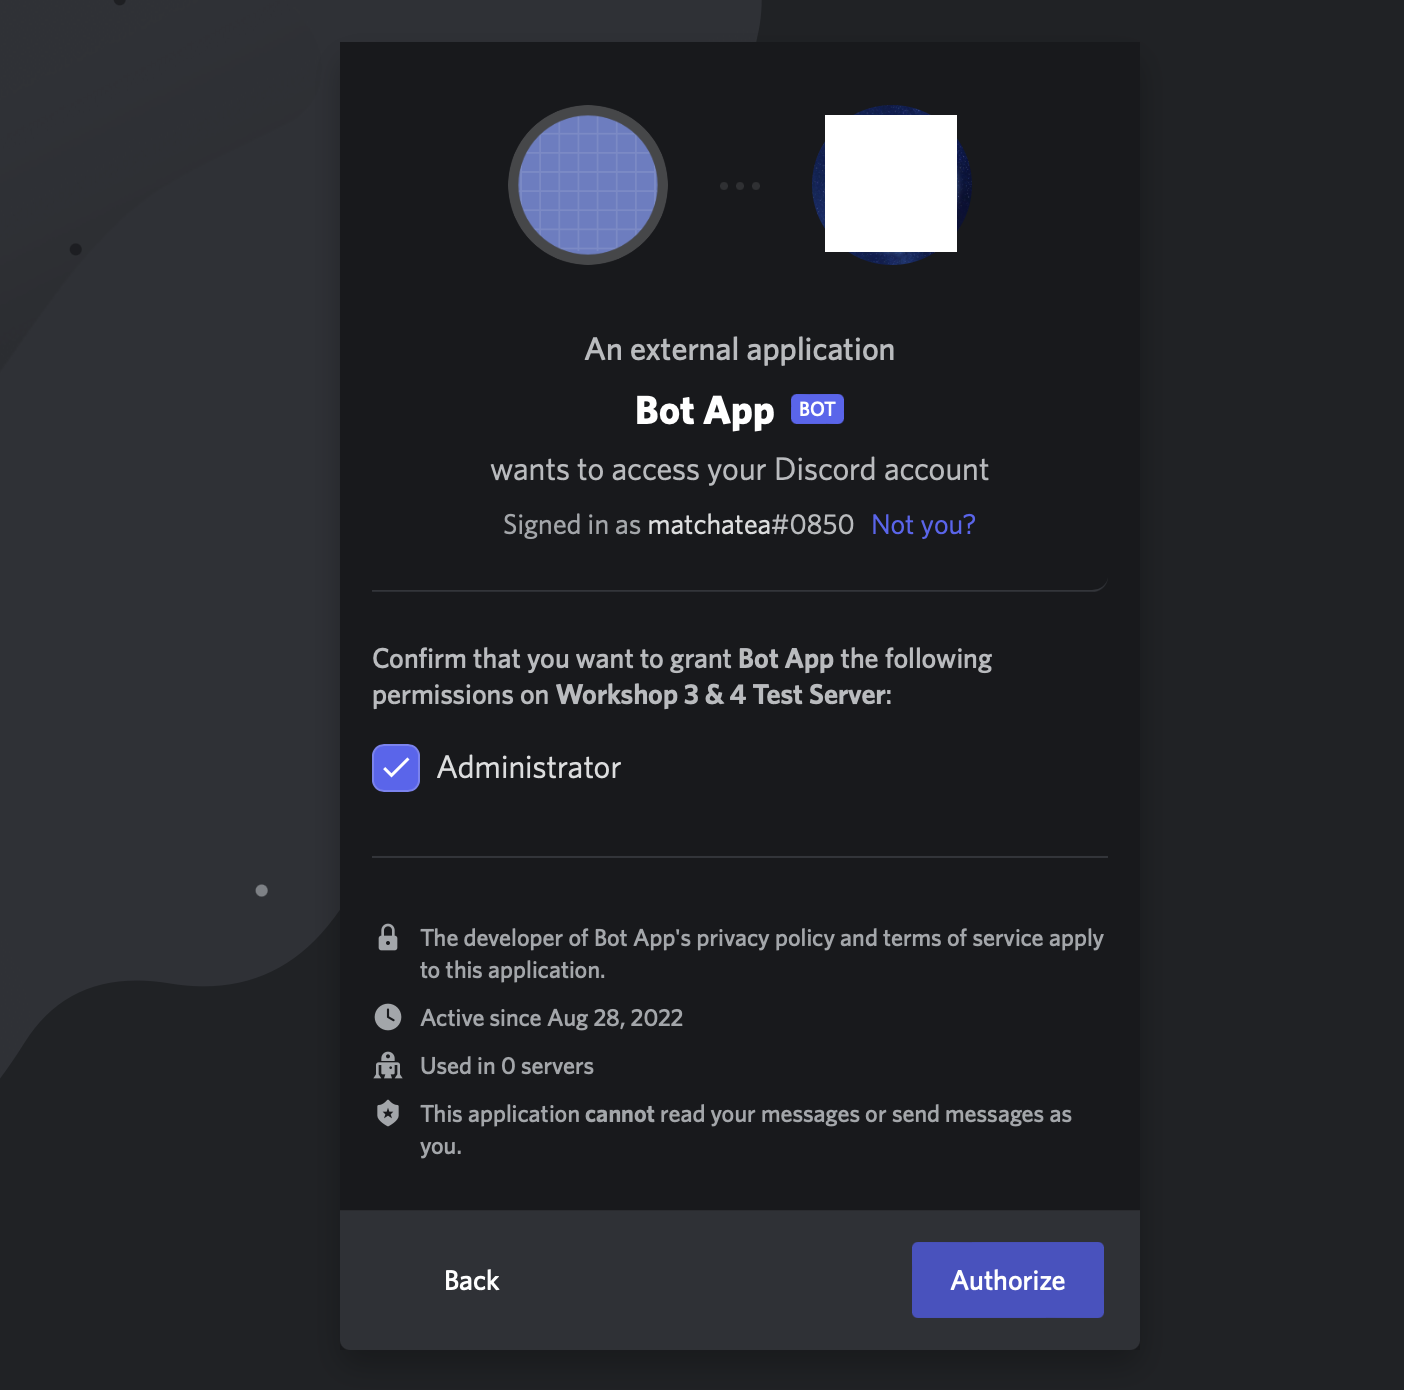 An external application
Bot App BOT
wants to access your Discord account
Signed in as matchatea#0850 Not you?
Confirm that you want to grant Bot App the following
permissions on Workshop 3 & 4 Test Server:
Administrator
The developer of Bot App's privacy policy and terms of service apply
to this application.
Active since Aug 28, 2022
Used in 0 servers
This application cannot read your messages or send messages as
you.
Back Authorize